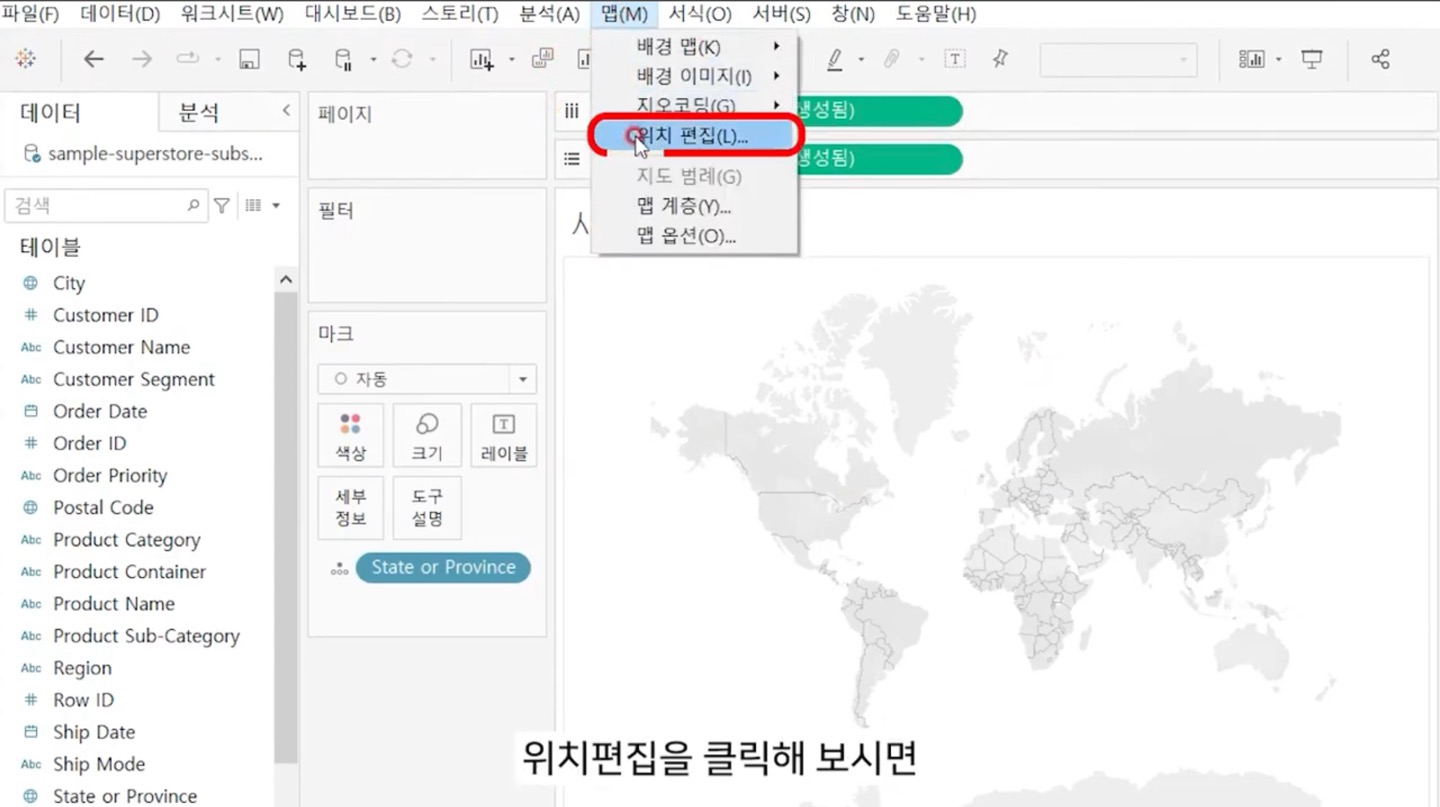 파일(F) 데이터(D) 워크시트(W) 대시보드(B) 스토리(T) 분석(A) 맵(M) 서식(O) 서버(S) 창(N) 도움말(H)
배경 맵(K)
배경 이미지(I)
지오코딩(G)
위치 편집(L)...
지도 범례(G)
맵 계층(Y)...
맵 옵션(O)...
데이터 분석
sample-superstore-subs...
검색
테이블
City
Customer ID
Customer Name
Customer Segment
Order Date
Order ID
Order Priority
Postal Code
Product Category
Product Container
Product Name
Product Sub-Category
Region
Row ID
Ship Date
Ship Mode
State or Province
페이지
필터
마크
자동
색상 크기 레이블
세부 정보
도구 설명
State or Province
iii
생성됨)
생성됨)
위치편집을 클릭해 보시면